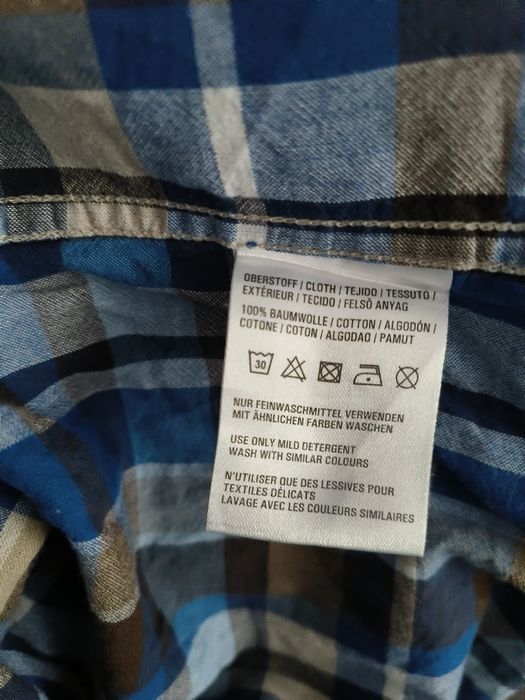 OBERSTOFF / CLOTH / TEJIDO / TESSUTO /
EXTÉRIEUR / TECIDO / FELSŐ ANYAG
100% BAUMWOLLE / COTTON / ALGODÓN /
COTONE / COTON / ALGODAO / PAMUT
30
NUR FEINWASCHMITTEL VERWENDEN
MIT ÄHNLICHEN FARBEN WASCHEN
USE ONLY MILD DETERGENT
WASH WITH SIMILAR COLOURS
N'UTILISER QUE DES LESSIVES POUR
TEXTILES DÉLICATS
LAVAGE AVEC LES COULEURS SIMILAIRES